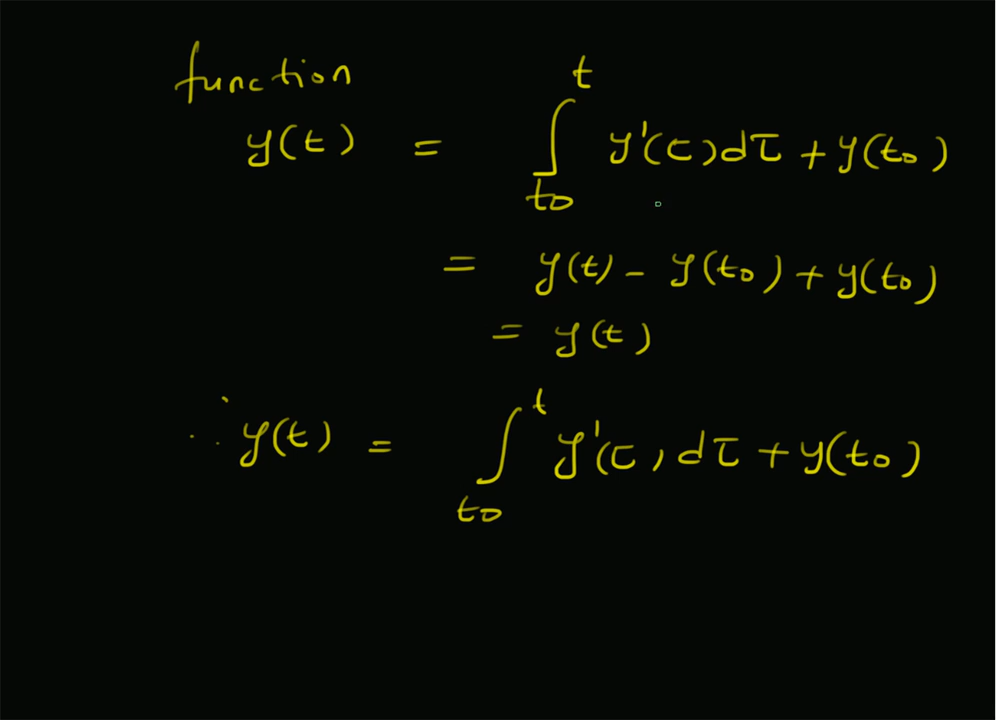 function
y(t) = ∫_{t0}^{t} y'(τ)dτ + y(t0)
= y(t) - y(t0) + y(t0)
= y(t)
∴ y(t) = ∫_{t0}^{t} y'(τ)dτ + y(t0)